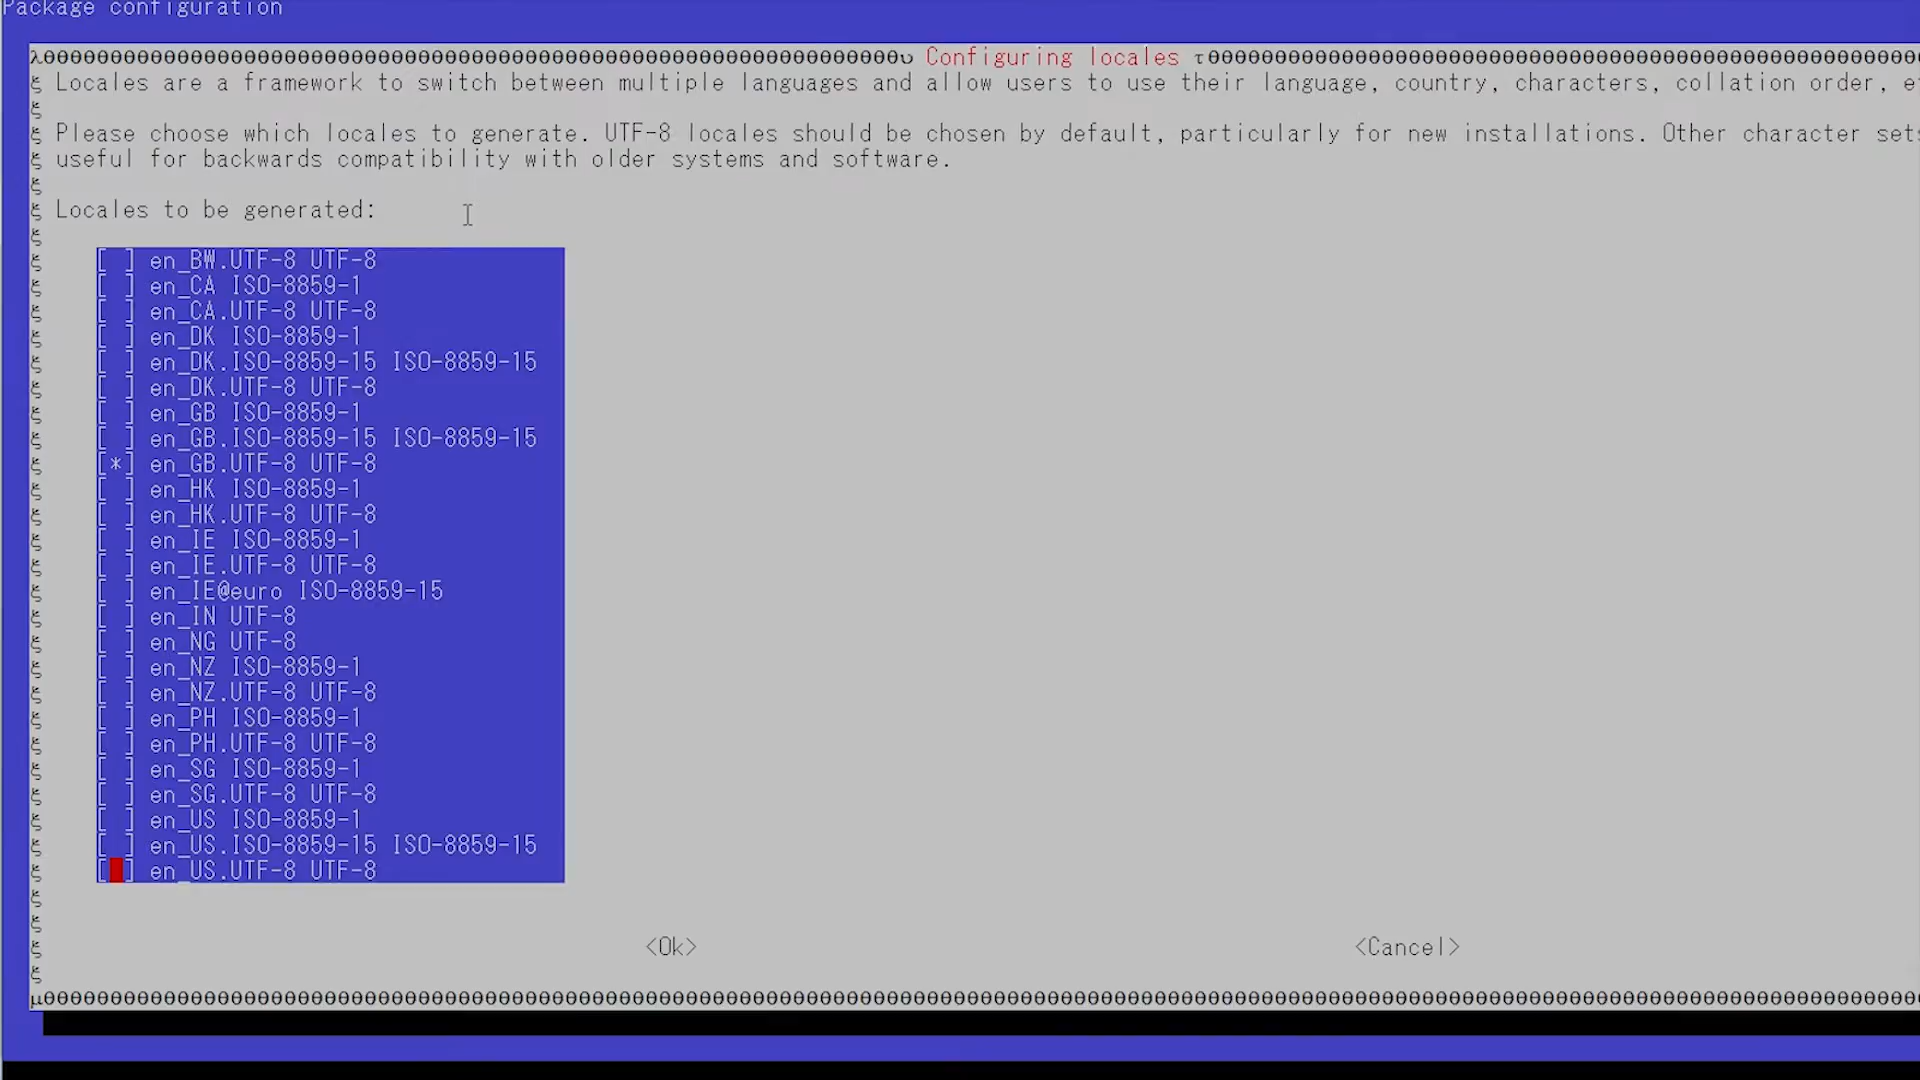 Package configuration
Configuring locales
Locales are a framework to switch between multiple languages and allow users to use their language, country, characters, collation order,
Please choose which locales to generate. UTF-8 locales should be chosen by default, particularly for new installations. Other character sets
useful for backwards compatibility with older systems and software.
Locales to be generated:
[ ] en_BW.UTF-8 UTF-8
[ ] en_CA ISO-8859-1
[ ] en_CA.UTF-8 UTF-8
[ ] en_DK ISO-8859-1
[ ] en_DK.ISO-8859-15 ISO-8859-15
[ ] en_DK.UTF-8 UTF-8
[ ] en_GB ISO-8859-1
[ ] en_GB.ISO-8859-15 ISO-8859-15
[*] en_GB.UTF-8 UTF-8
[ ] en_HK ISO-8859-1
[ ] en_HK.UTF-8 UTF-8
[ ] en_IE ISO-8859-1
[ ] en_IE.UTF-8 UTF-8
[ ] en_IE@euro ISO-8859-15
[ ] en_IN UTF-8
[ ] en_NG UTF-8
[ ] en_NZ ISO-8859-1
[ ] en_NZ.UTF-8 UTF-8
[ ] en_PH ISO-8859-1
[ ] en_PH.UTF-8 UTF-8
[ ] en_SG ISO-8859-1
[ ] en_SG.UTF-8 UTF-8
[ ] en_US ISO-8859-1
[ ] en_US.ISO-8859-15 ISO-8859-15
[ ] en_US.UTF-8 UTF-8
<Ok> <Cancel>